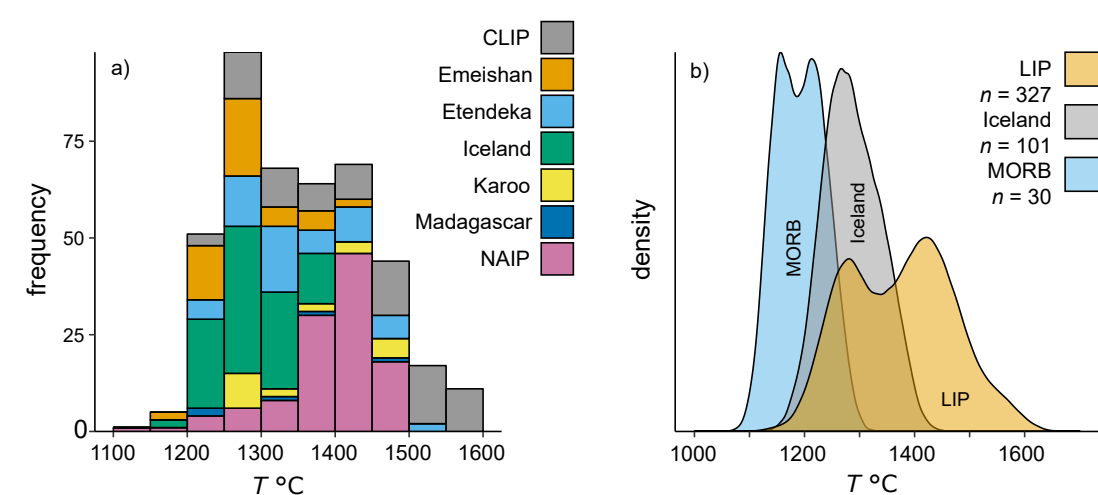 a)
CLIP
Emeishan
Etendeka
Iceland
Karoo
Madagascar
NAIP
frequency
75
50
25
0
1100 1200 1300 1400 1500 1600
T °C
b)
LIP
n = 327
Iceland
n = 101
MORB
n = 30
density
MORB
Iceland
LIP
1000 1200 1400 1600
T °C